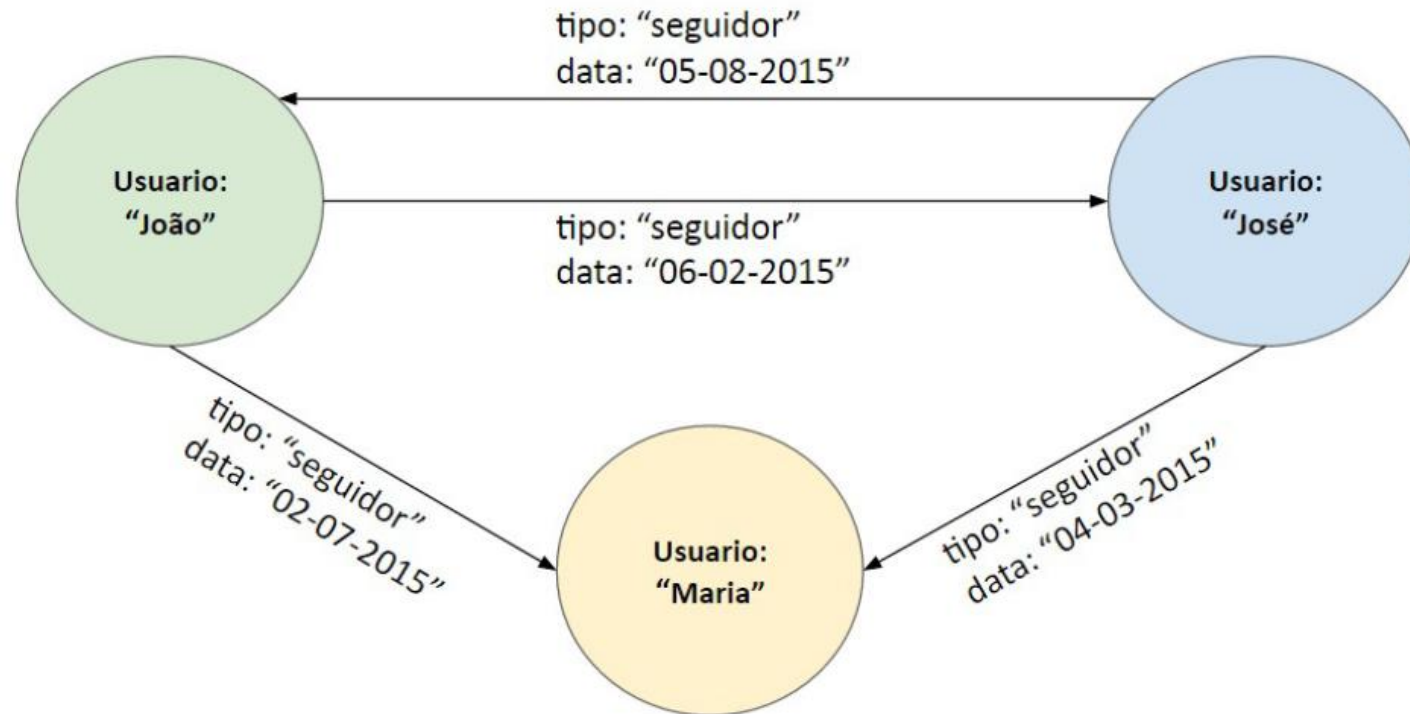 tipo: “seguidor”
data: “05-08-2015”
Usuario:
“João”
Usuario:
“José”
tipo: “seguidor”
data: “06-02-2015”
tipo: “seguidor”
data: “02-07-2015”
tipo: “seguidor”
data: “04-03-2015”
Usuario:
“Maria”